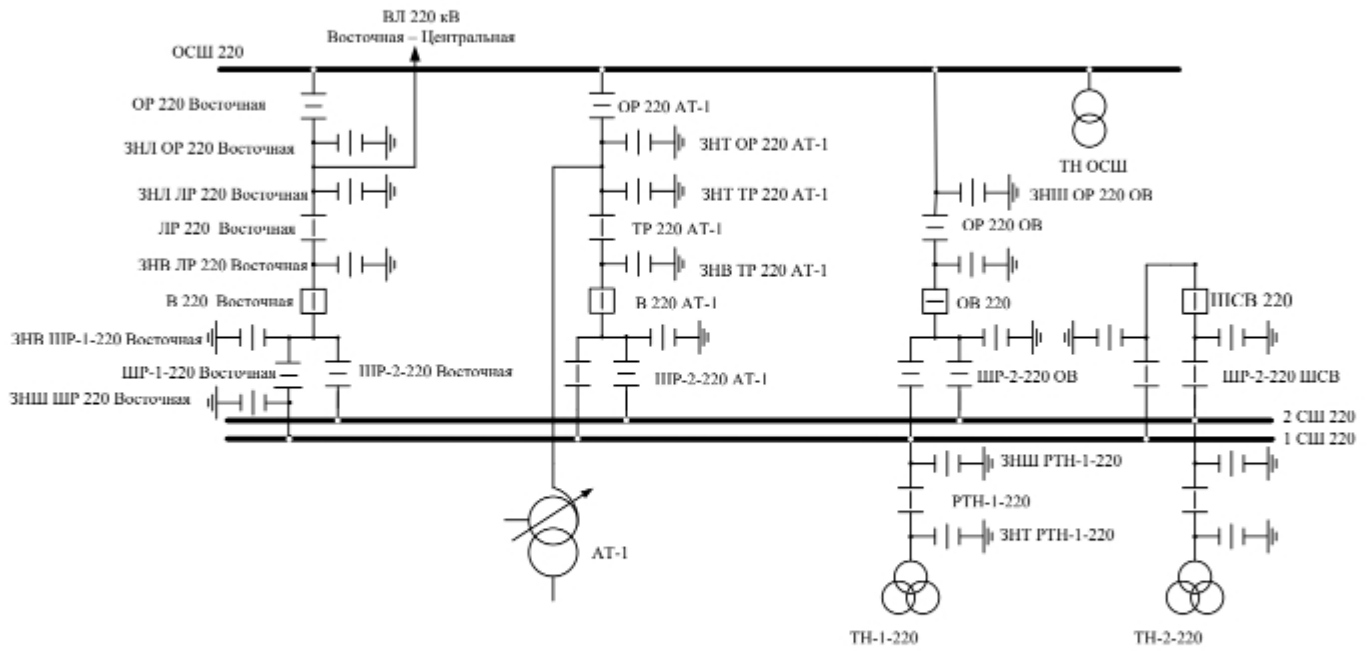 ВЛ 220 кВ
Восточная – Центральная
ОСШ 220
ОР 220 Восточная
ОР 220 АТ-1
ЗНЛ ОР 220 Восточная
ЗНТ ОР 220 АТ-1
ТН ОСШ
ЗНЛ ЛР 220 Восточная
ЗНТ ТР 220 АТ-1
ЗНШ ОР 220 ОВ
ЛР 220 Восточная
ТР 220 АТ-1
ОР 220 ОВ
ЗНВ ЛР 220 Восточная
ЗНВ ТР 220 АТ-1
В 220 Восточная
В 220 АТ-1
ОВ 220
ШСВ 220
ЗНВ ШР-1-220 Восточная
ШР-1-220 Восточная
ШР-2-220 Восточная
ШР-2-220 АТ-1
ШР-2-220 ОВ
ШР-2-220 ШСВ
ЗНШ ШР 220 Восточная
2 СШ 220
1 СШ 220
ЗНШ РТН-1-220
РТН-1-220
ЗНТ РТН-1-220
АТ-1
ТН-1-220
ТН-2-220